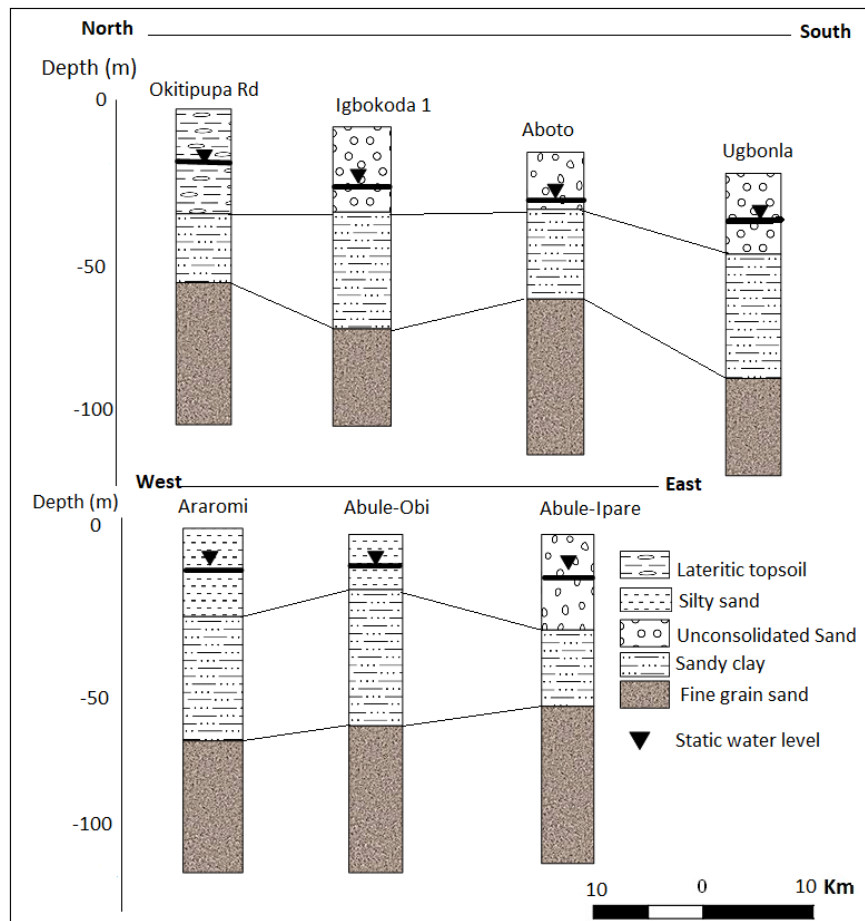 North South
Depth (m)
Okitipupa Rd
Igbokoda 1
Aboto
Ugbonla
0
-50
-100
West East
Depth (m)
Araromi
Abule-Obi
Abule-Ipare
0
-50
-100
Lateritic topsoil
Silty sand
Unconsolidated Sand
Sandy clay
Fine grain sand
Static water level
10 0 10 Km